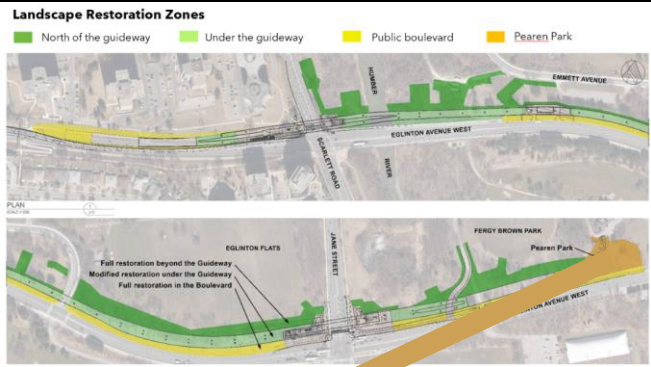 Landscape Restoration Zones
North of the guideway
Under the guideway
Public boulevard
Pearen Park
EMMETT AVENUE
HUMBER
EGLINTON AVENUE WEST
SCARLETT ROAD
RIVER
PLAN
FERGY BROWN PARK
EGLINTON FLATS
JANE STREET
Pearen Park
Full restoration beyond the Guideway
Modified restoration under the Guideway
Full restoration in the Boulevard
AVENUE WEST